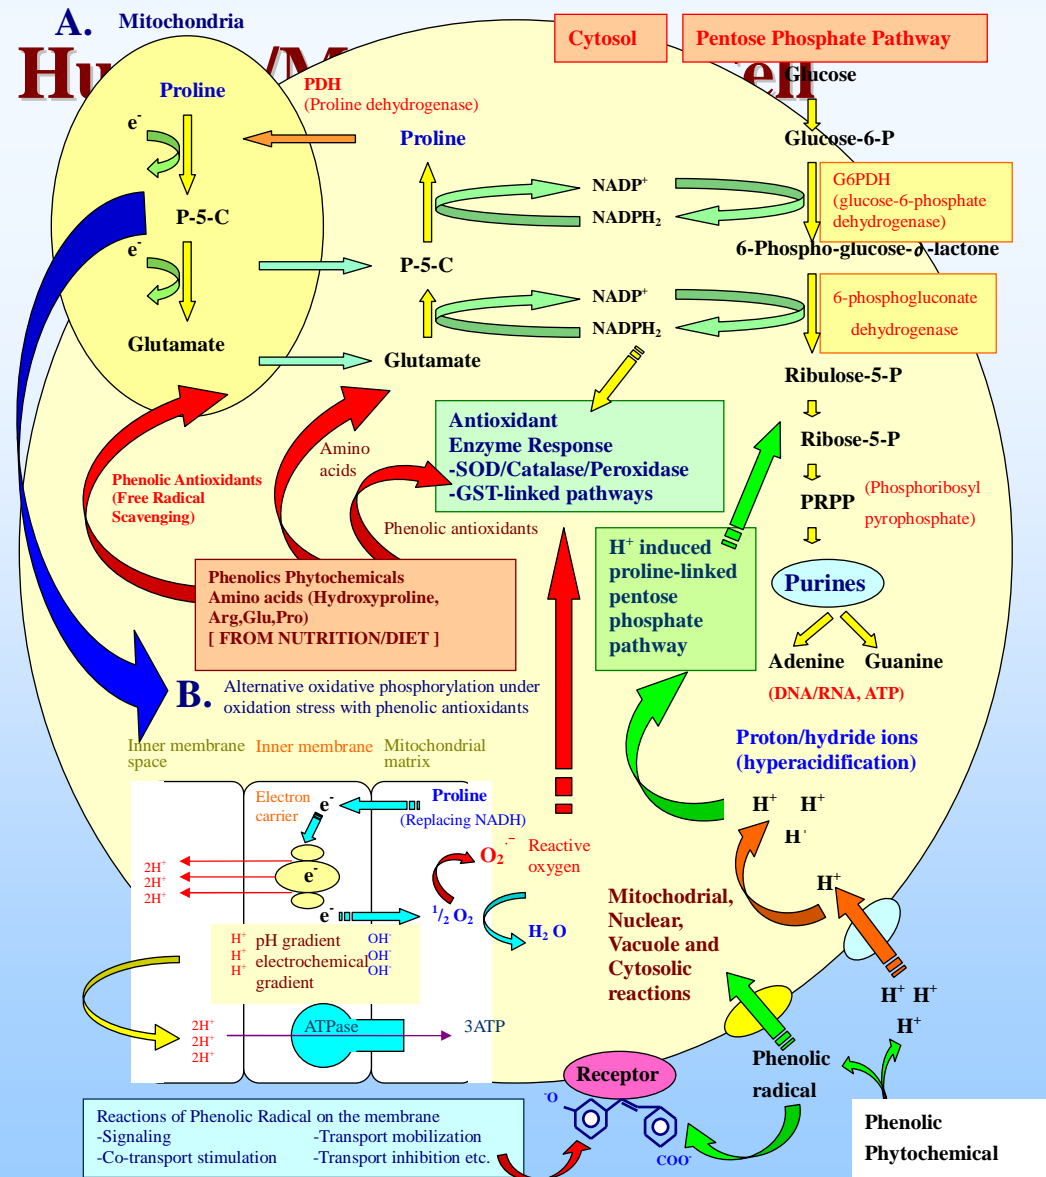 A.
Mitochondria
Cytosol
Pentose Phosphate Pathway
Proline
e-
P-5-C
e-
Glutamate
PDH
(Proline dehydrogenase)
Proline
P-5-C
Glutamate
NADP+
NADPH2
NADP+
NADPH2
Glucose
Glucose-6-P
G6PDH
(glucose-6-phosphate
dehydrogenase)
6-Phospho-glucose-∂-lactone
6-phosphogluconate
dehydrogenase
Ribulose-5-P
Ribose-5-P
PRPP
(Phosphoribosyl
pyrophosphate)
Purines
Adenine Guanine
(DNA/RNA, ATP)
Antioxidant
Enzyme Response
-SOD/Catalase/Peroxidase
-GST-linked pathways
Amino
acids
Phenolic Antioxidants
(Free Radical
Scavenging)
Phenolic antioxidants
H+ induced
proline-linked
pentose
phosphate
pathway
Phenolics Phytochemicals
Amino acids (Hydroxyproline,
Arg,Glu,Pro)
[ FROM NUTRITION/DIET ]
B.
Alternative oxidative phosphorylation under
oxidation stress with phenolic antioxidants
Inner membrane
space
Inner membrane
Mitochondrial
matrix
Electron
carrier
e-
Proline
(Replacing NADH)
e-
e-
2H+
2H+
2H+
O2.-
Reactive
oxygen
1/2 O2
H2 O
H+
H+
H+
pH gradient
electrochemical
gradient
OH-
OH-
OH-
2H+
2H+
2H+
ATPase
3ATP
Proton/hydride ions
(hyperacidification)
H+ H+
H-
H+
Mitochodrial,
Nuclear,
Vacuole and
Cytosolic
reactions
H+ H+
H+
Phenolic
radical
Receptor
-O
COO-
Phenolic
Phytochemical
Reactions of Phenolic Radical on the membrane
-Signaling -Transport mobilization
-Co-transport stimulation -Transport inhibition etc.